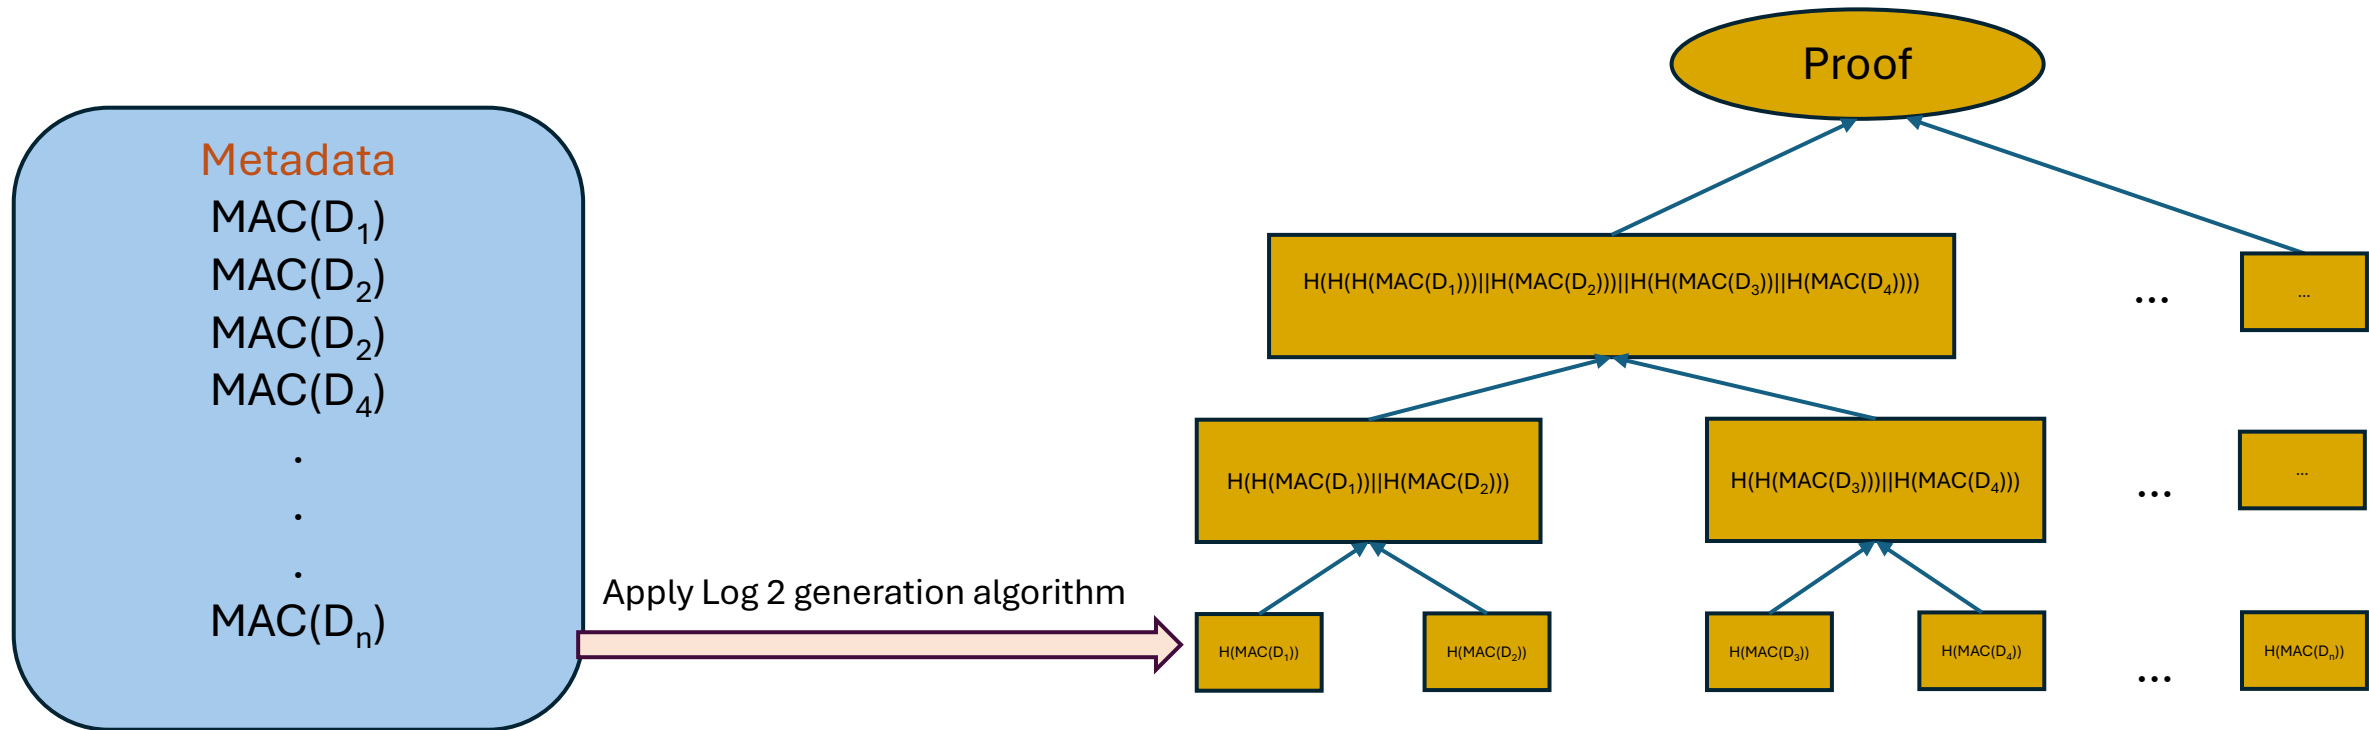 Proof
Metadata
MAC(D₁)
MAC(D₂)
MAC(D₂)
MAC(D₄)
.
.
.
MAC(Dₙ)
Apply Log 2 generation algorithm
H(H(H(MAC(D₁)))||H(MAC(D₂)))||H(H(MAC(D₃))||H(MAC(D₄))))
...
...
H(H(MAC(D₁))||H(MAC(D₂)))
H(H(MAC(D₃)))||H(MAC(D₄)))
...
...
H(MAC(D₁))
H(MAC(D₂))
H(MAC(D₃))
H(MAC(D₄))
...
H(MAC(Dₙ))